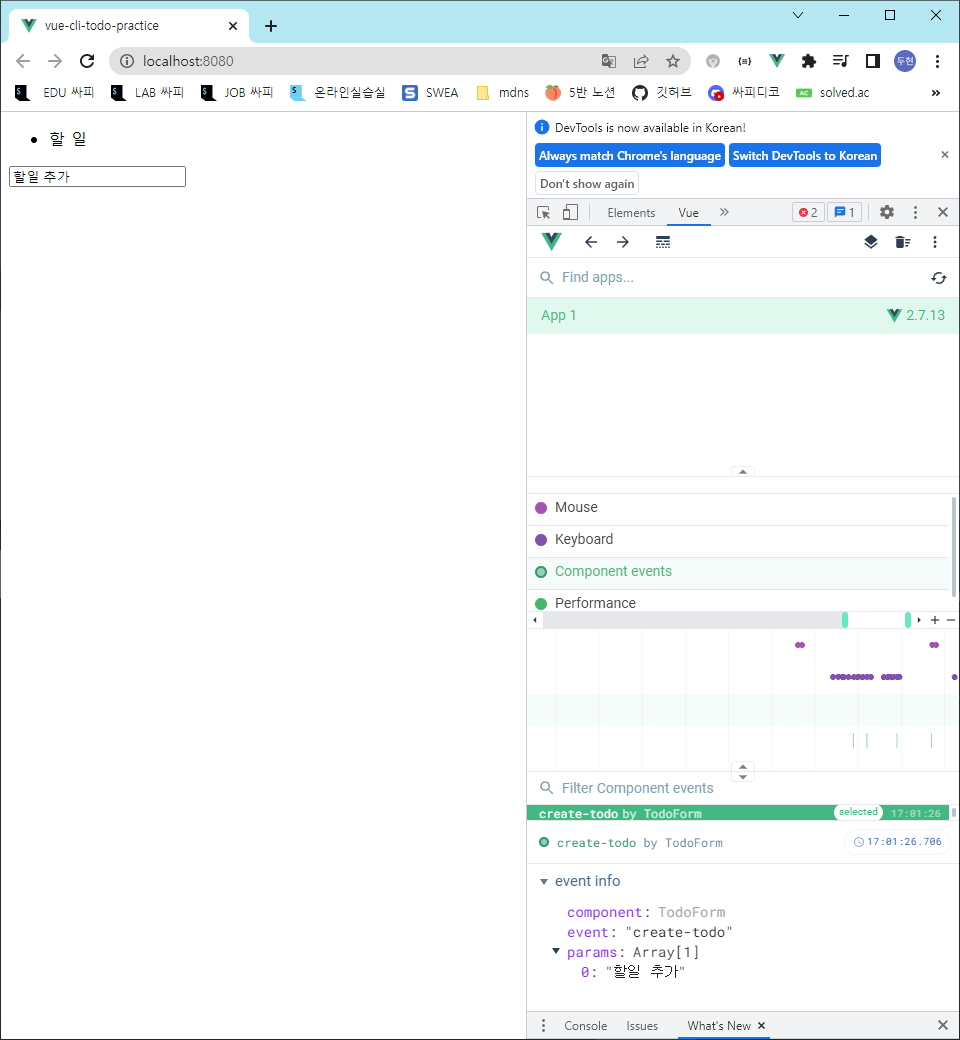 vue-cli-todo-practice
localhost:8080
두현
EDU 싸피 LAB 싸피 JOB 싸피 온라인실습실 SWEA mdns 5반 노션 깃허브 싸피디코 AC solved.ac »
할 일
할일 추가
DevTools is now available in Korean!
Always match Chrome's language Switch DevTools to Korean
Don't show again
Elements Vue » 2 1
Find apps...
App 1 2.7.13
Mouse
Keyboard
Component events
Performance
Filter Component events
create-todo by TodoForm selected 17:01:26
create-todo by TodoForm 17:01:26.706
event info
component: TodoForm
event: "create-todo"
params: Array[1]
0: "할일 추가"
Console Issues What's New